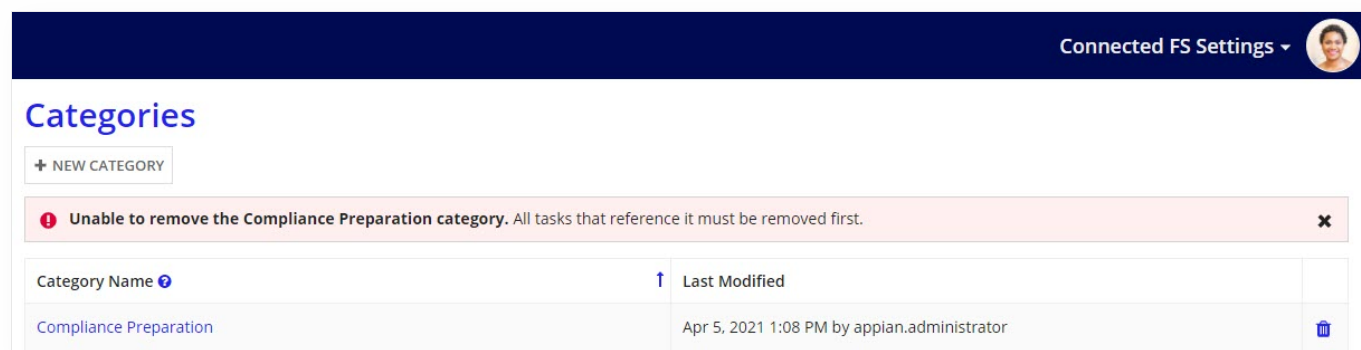 Connected FS Settings
Categories
+ NEW CATEGORY
Unable to remove the Compliance Preparation category. All tasks that reference it must be removed first.
Category Name
Last Modified
Compliance Preparation
Apr 5, 2021 1:08 PM by appian.administrator